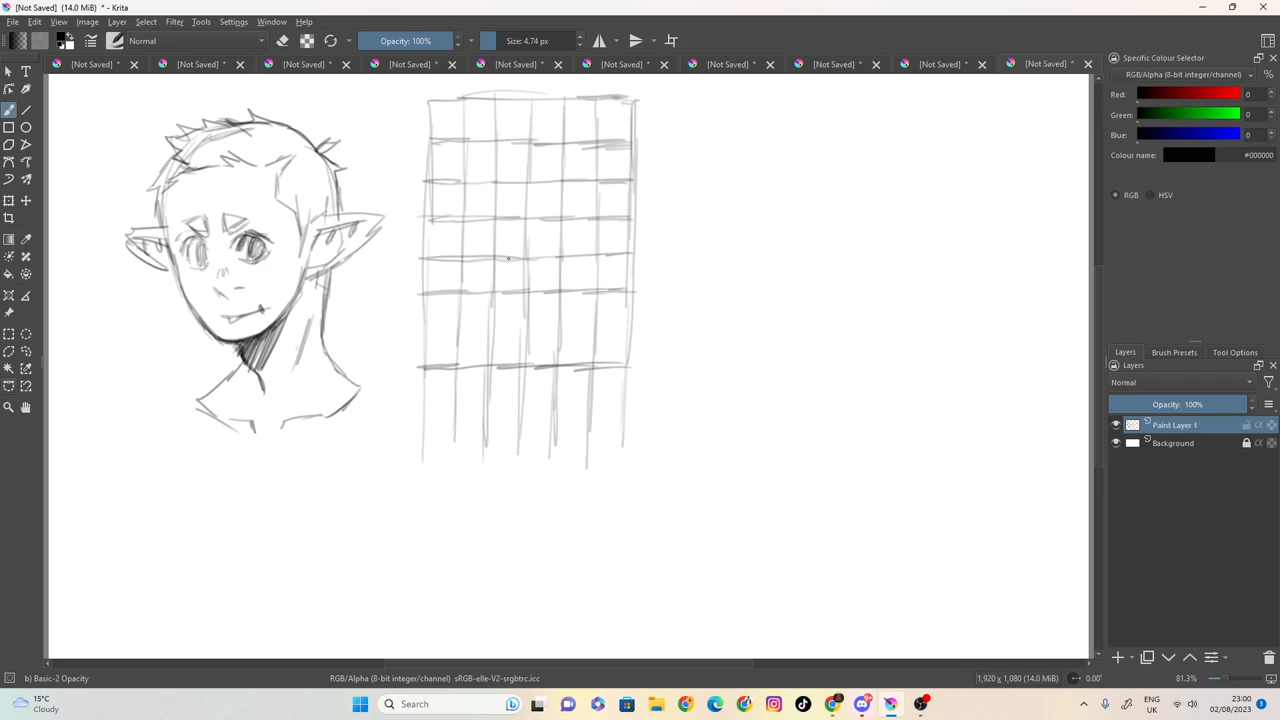 [Not Saved] (14.0 MiB) * - Krita
File Edit View Image Layer Select Filter Tools Settings Window Help
Normal Opacity: 100% Size: 4.74 px
[Not Saved] * [Not Saved] * [Not Saved] * [Not Saved] * [Not Saved] * [Not Saved] * [Not Saved] * [Not Saved] * [Not Saved] * [Not Saved] *
Specific Colour Selector
RGB/Alpha (8-bit integer/channel) %
Red: 0
Green: 0
Blue: 0
Colour name: #000000
RGB HSV
Layers Brush Presets Tool Options
Layers
Normal
Opacity: 100%
Paint Layer 1
Background
b) Basic-2 Opacity RGB/Alpha (8-bit integer/channel) sRGB-elle-V2-srgbtrc.icc 1,920 x 1,080 (14.0 MiB) 0.00° 81.3%
15°C
Cloudy
Search
ENG
UK
23:00
02/08/2023
3